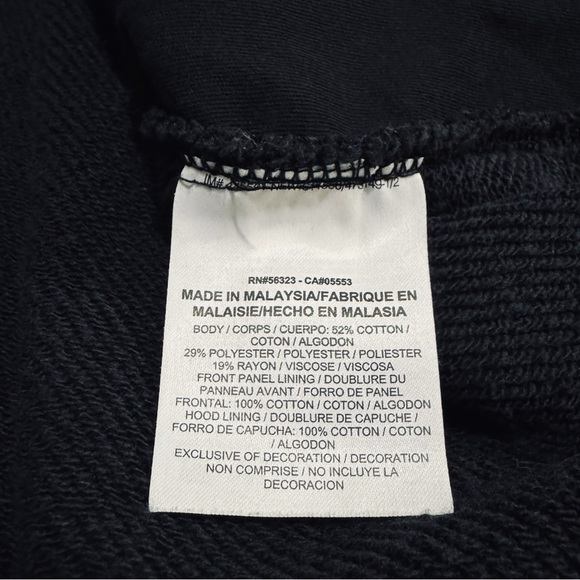 RN#56323 - CA#05553
MADE IN MALAYSIA/FABRIQUE EN
MALAISIE/HECHO EN MALASIA
BODY / CORPS / CUERPO: 52% COTTON /
COTON / ALGODON
29% POLYESTER / POLYESTER / POLIESTER
19% RAYON / VISCOSE / VISCOSA
FRONT PANEL LINING / DOUBLURE DU
PANNEAU AVANT / FORRO DE PANEL
FRONTAL: 100% COTTON / COTON / ALGODON
HOOD LINING / DOUBLURE DE CAPUCHE /
FORRO DE CAPUCHA: 100% COTTON / COTON
/ ALGODON
EXCLUSIVE OF DECORATION / DECORATION
NON COMPRISE / NO INCLUYE LA
DECORACION